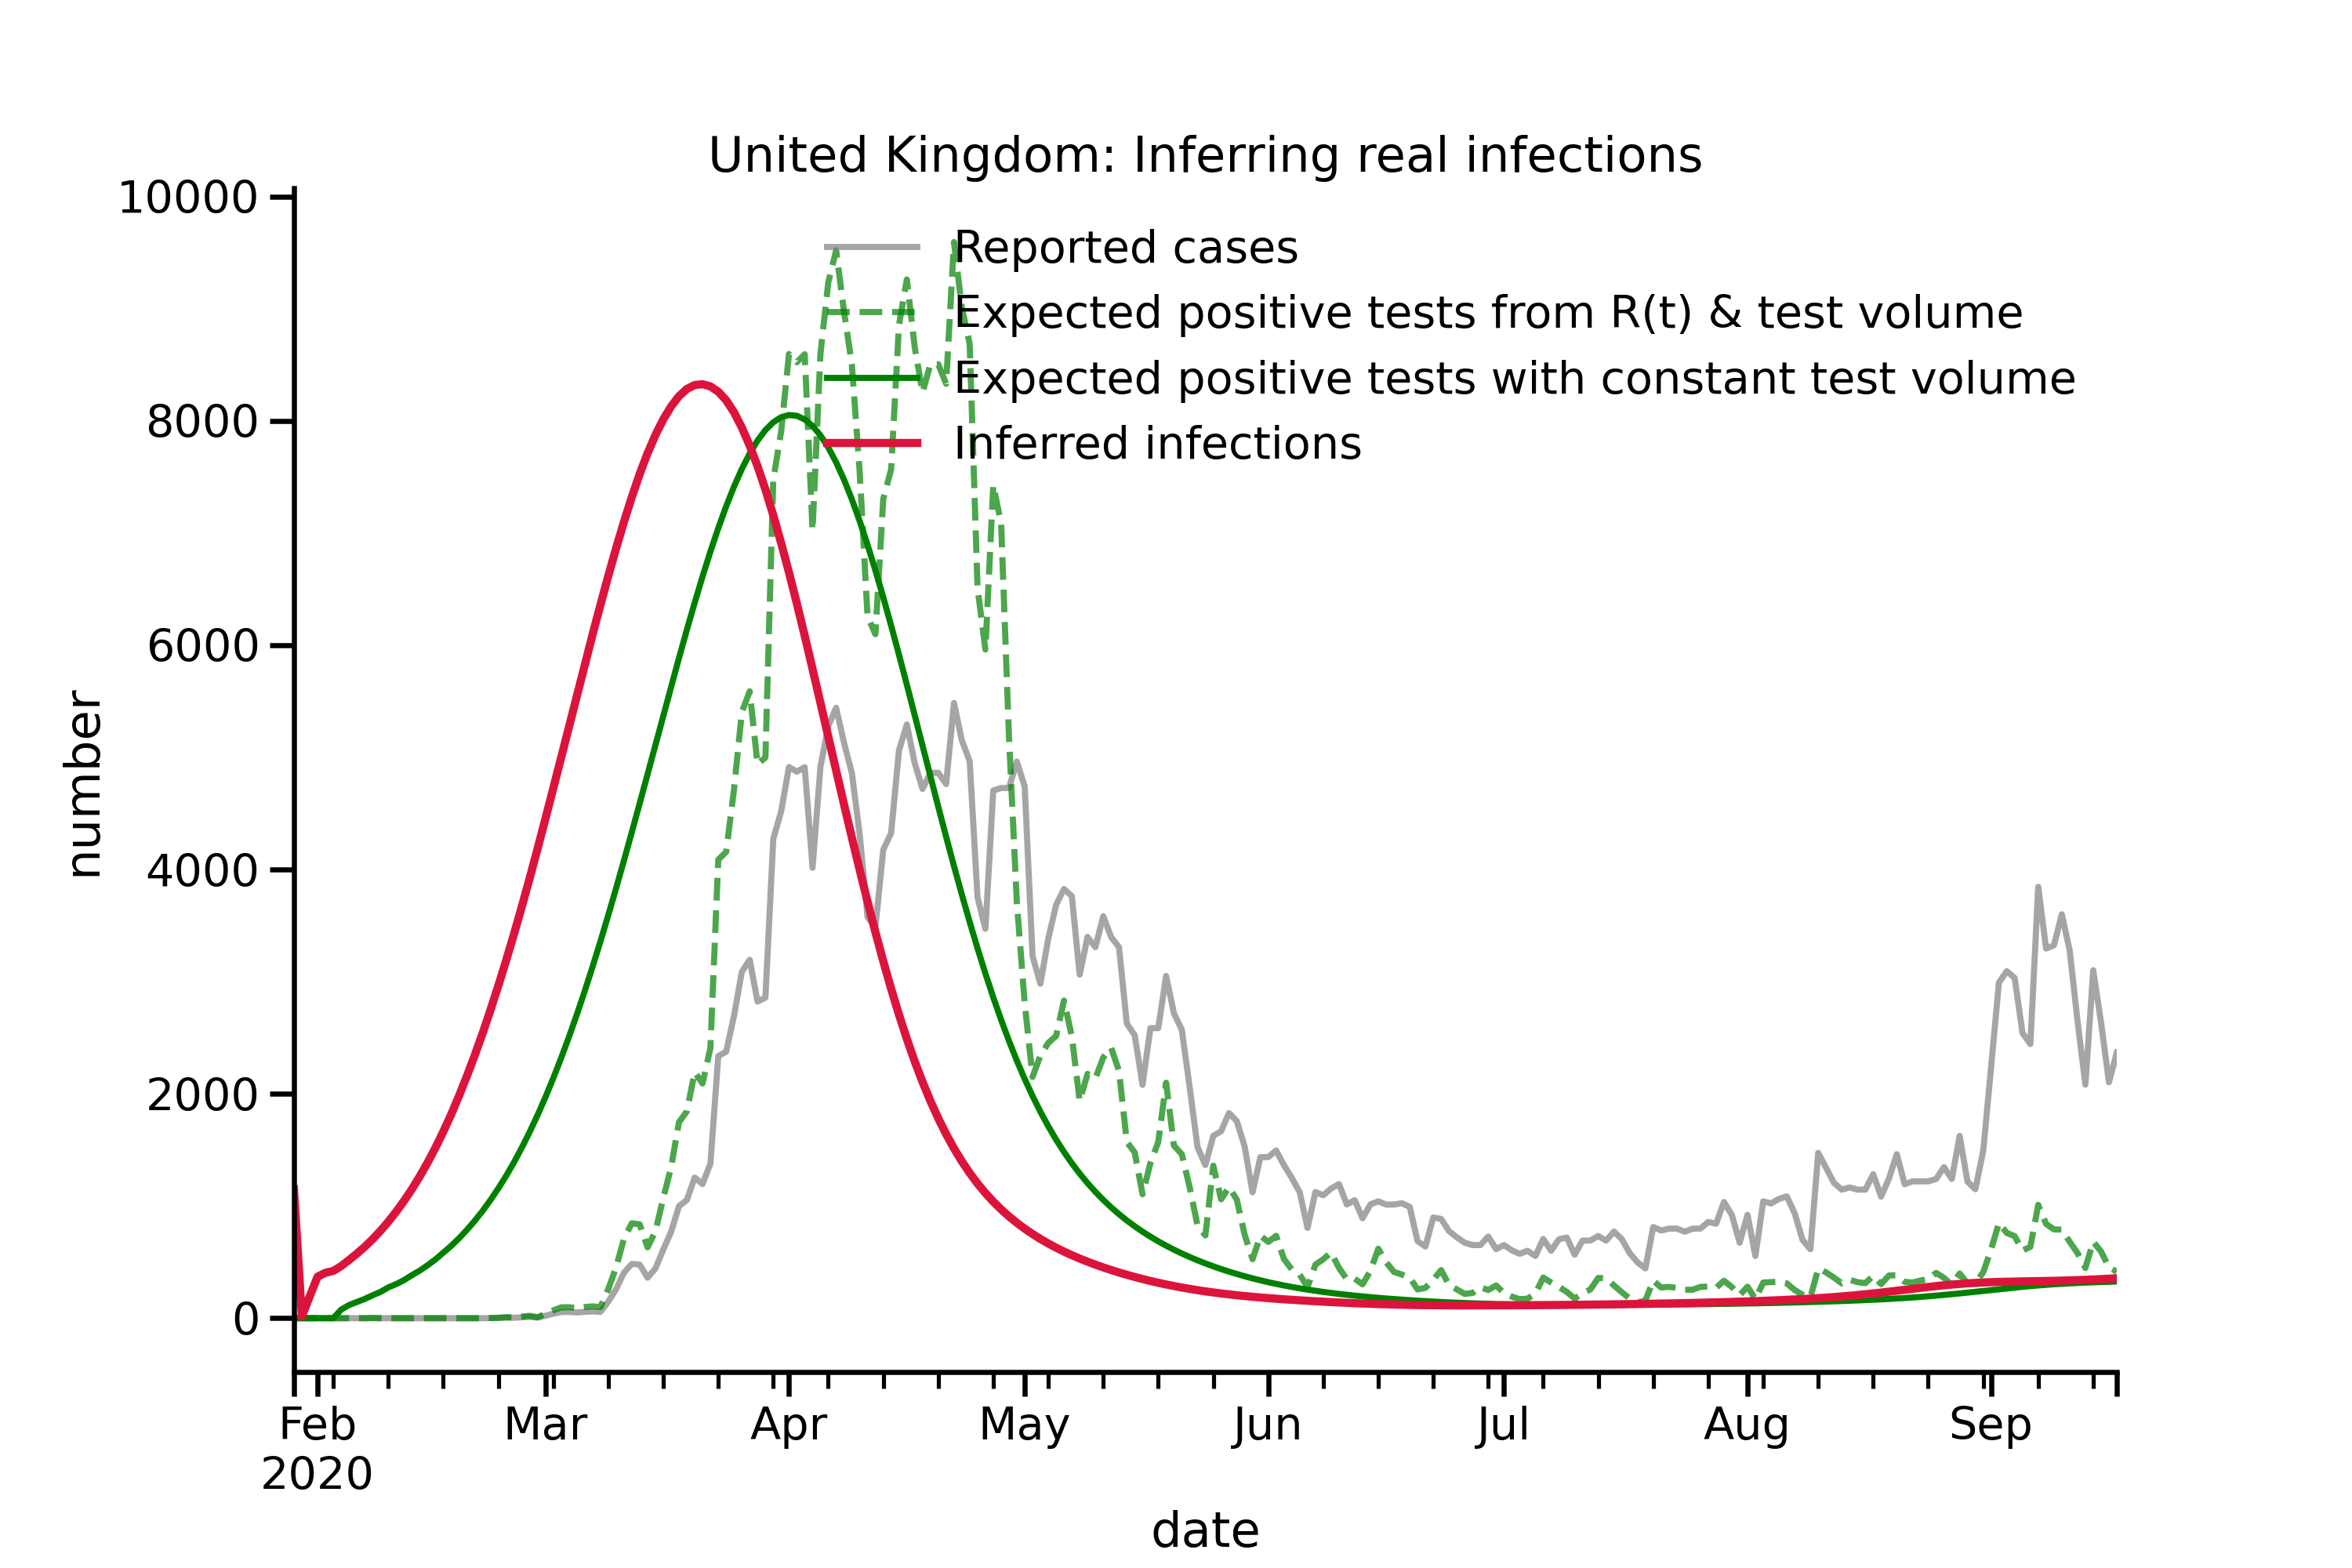 United Kingdom: Inferring real infections
10000
8000
6000
4000
2000
0
number
Reported cases
Expected positive tests from R(t) & test volume
Expected positive tests with constant test volume
Inferred infections
Feb Mar Apr May Jun Jul Aug Sep
2020
date